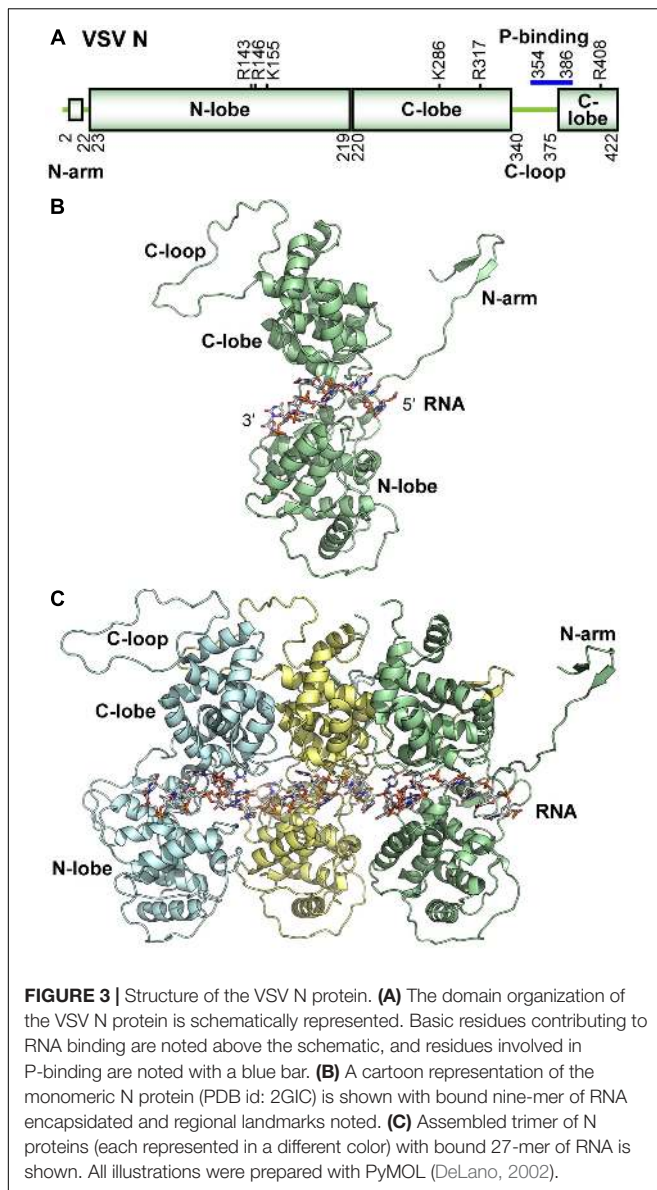 A VSV N
P-binding
R143
R146
K155
K286
R317
354
386
R408
N-lobe
C-lobe
C-
lobe
2
22
23
219
220
340
375
422
N-arm
C-loop
B
C-loop
N-arm
C-lobe
3'
5' RNA
N-lobe
C
C-loop
N-arm
C-lobe
RNA
N-lobe
FIGURE 3 | Structure of the VSV N protein. (A) The domain organization of
the VSV N protein is schematically represented. Basic residues contributing to
RNA binding are noted above the schematic, and residues involved in
P-binding are noted with a blue bar. (B) A cartoon representation of the
monomeric N protein (PDB id: 2GIC) is shown with bound nine-mer of RNA
encapsidated and regional landmarks noted. (C) Assembled trimer of N
proteins (each represented in a different color) with bound 27-mer of RNA is
shown. All illustrations were prepared with PyMOL (DeLano, 2002).